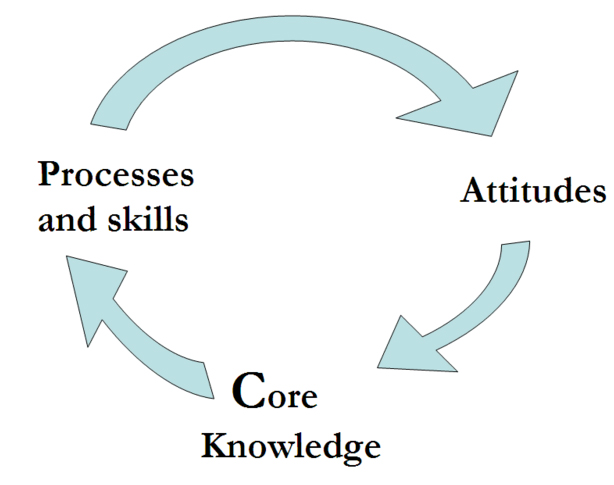 Processes
and skills
Attitudes
Core
Knowledge